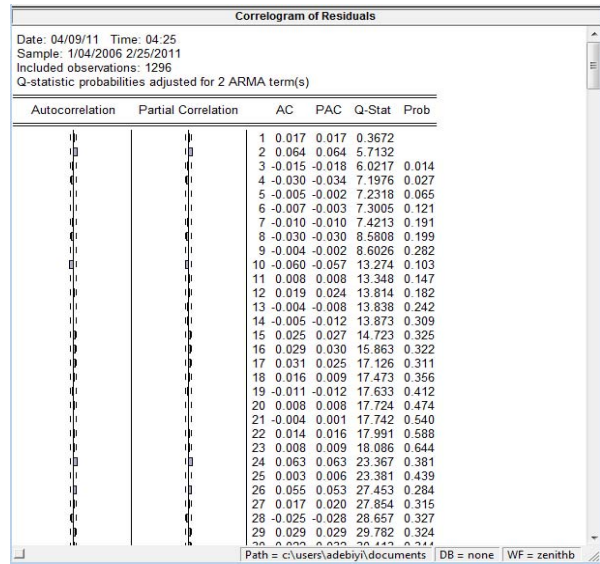 Correlogram of Residuals
Date: 04/09/11 Time: 04:25
Sample: 1/04/2006 2/25/2011
Included observations: 1296
Q-statistic probabilities adjusted for 2 ARMA term(s)
Autocorrelation Partial Correlation AC PAC Q-Stat Prob
1 0.017 0.017 0.3672
2 0.064 0.064 5.7132
3 -0.015 -0.018 6.0217 0.014
4 -0.030 -0.034 7.1976 0.027
5 -0.005 -0.002 7.2318 0.065
6 -0.007 -0.003 7.3005 0.121
7 -0.010 -0.010 7.4213 0.191
8 -0.030 -0.030 8.5808 0.199
9 -0.004 -0.002 8.6026 0.282
10 -0.060 -0.057 13.274 0.103
11 0.008 0.008 13.348 0.147
12 0.019 0.024 13.814 0.182
13 -0.004 -0.008 13.838 0.242
14 -0.005 -0.012 13.873 0.309
15 0.025 0.027 14.723 0.325
16 0.029 0.030 15.863 0.322
17 0.031 0.025 17.126 0.311
18 0.016 0.009 17.473 0.356
19 -0.011 -0.012 17.633 0.412
20 0.008 0.008 17.724 0.474
21 -0.004 0.001 17.742 0.540
22 0.014 0.016 17.991 0.588
23 0.008 0.009 18.086 0.644
24 0.063 0.063 23.367 0.381
25 0.003 0.006 23.381 0.439
26 0.055 0.053 27.453 0.284
27 0.017 0.020 27.854 0.315
28 -0.025 -0.028 28.657 0.327
29 0.029 0.029 29.782 0.324
Path = c:\users\adebiyi\documents DB = none WF = zenithb